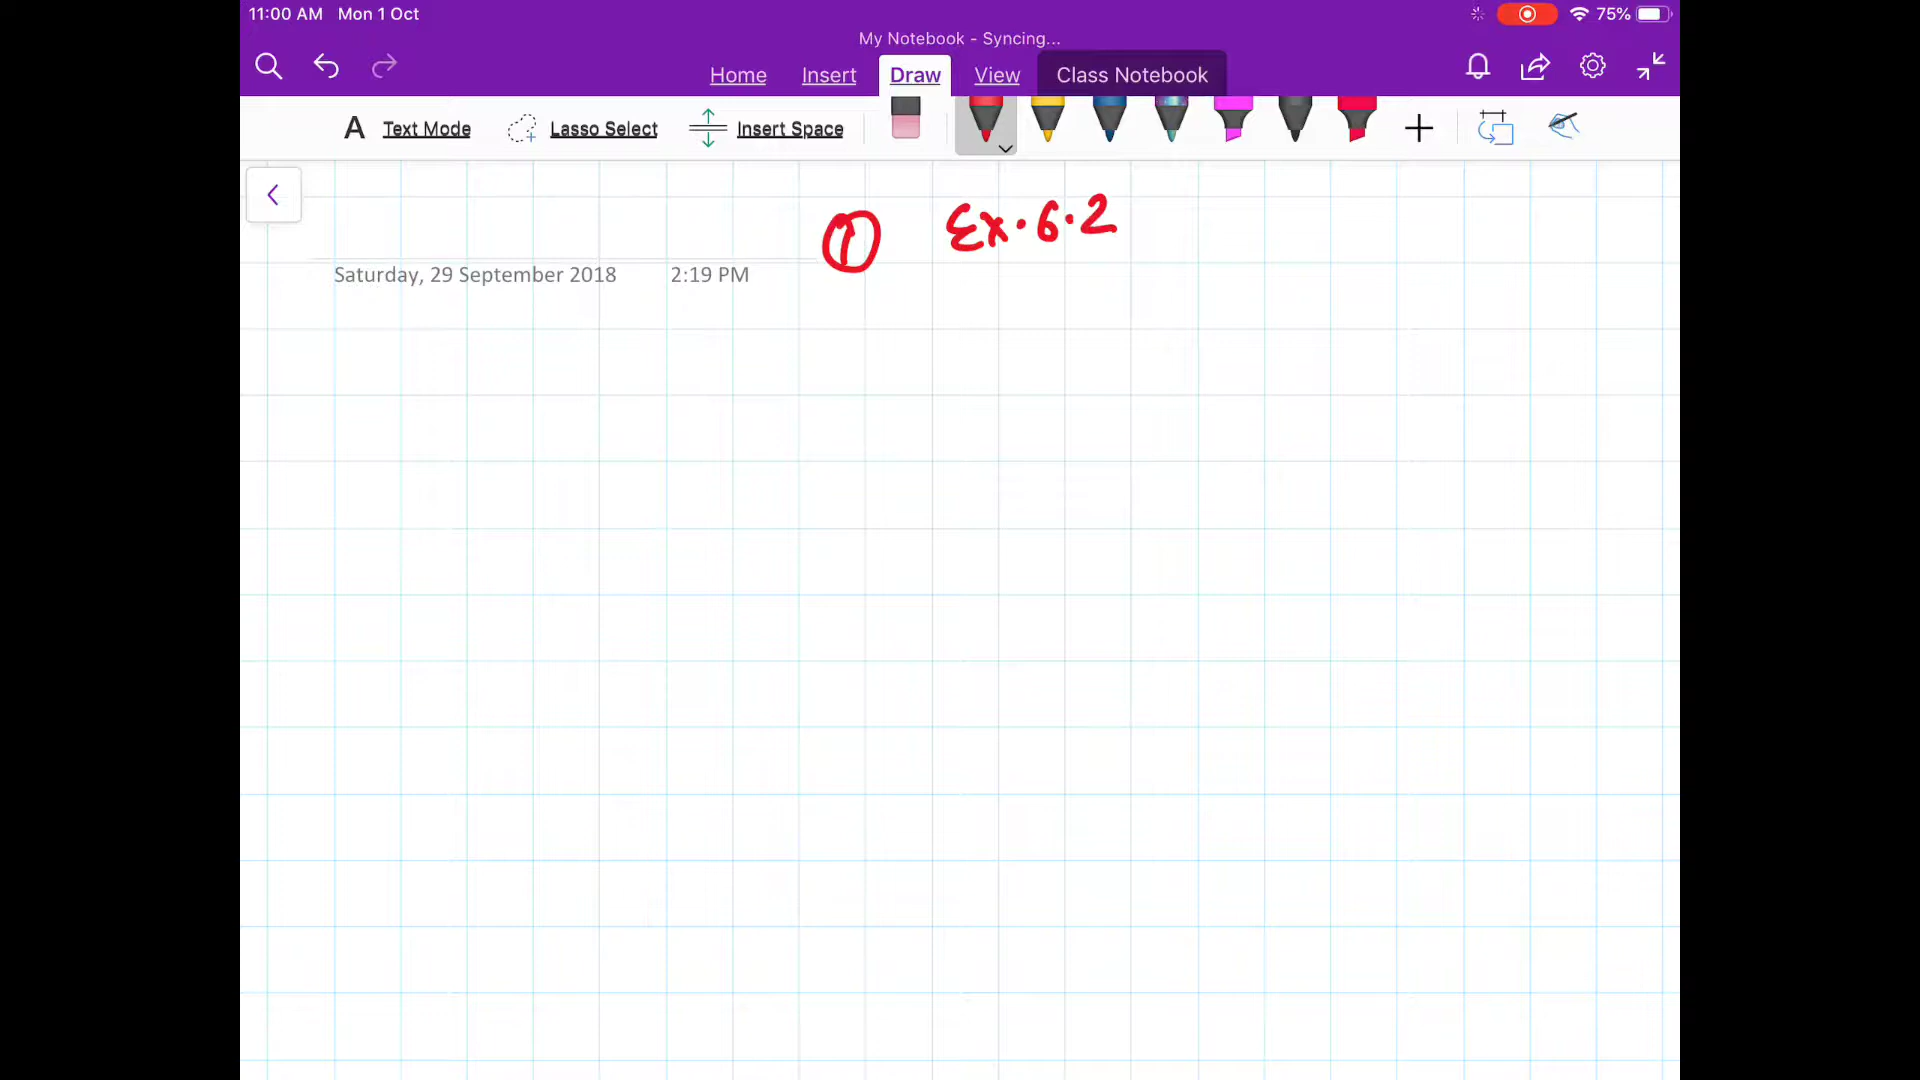 11:00 AM Mon 1 Oct
75%
My Notebook - Syncing...
Home Insert Draw View Class Notebook
A Text Mode Lasso Select Insert Space
① Ex.6.2
Saturday, 29 September 2018 2:19 PM